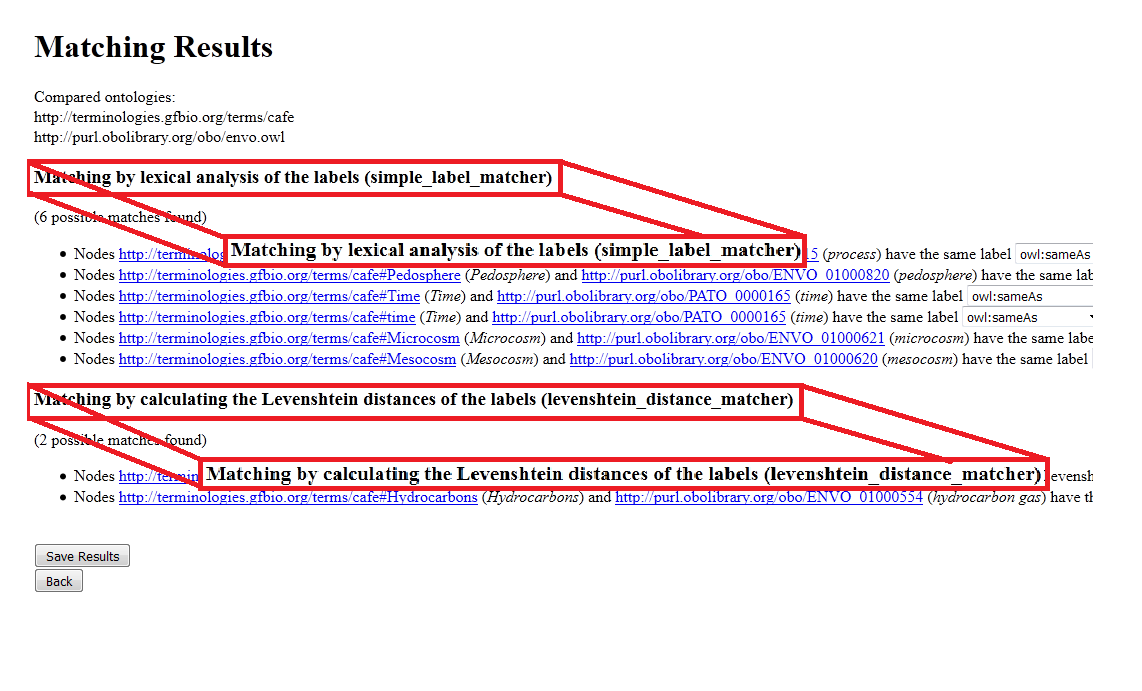 Matching Results
Compared ontologies:
http://terminologies.gfbio.org/terms/cafe
http://purl.obolibrary.org/obo/envo.owl
Matching by lexical analysis of the labels (simple_label_matcher)
(6 possible matches found)
Matching by lexical analysis of the labels (simple_label_matcher)
• Nodes http://terminolog 15 (process) have the same label owl:sameAs
• Nodes http://terminologies.gfbio.org/terms/cafe#Pedosphere (Pedosphere) and http://purl.obolibrary.org/obo/ENVO_01000820 (pedosphere) have the same lab
• Nodes http://terminologies.gfbio.org/terms/cafe#Time (Time) and http://purl.obolibrary.org/obo/PATO_0000165 (time) have the same label owl:sameAs
• Nodes http://terminologies.gfbio.org/terms/cafe#time (Time) and http://purl.obolibrary.org/obo/PATO_0000165 (time) have the same label owl:sameAs
• Nodes http://terminologies.gfbio.org/terms/cafe#Microcosm (Microcosm) and http://purl.obolibrary.org/obo/ENVO_01000621 (microcosm) have the same labe
• Nodes http://terminologies.gfbio.org/terms/cafe#Mesocosm (Mesocosm) and http://purl.obolibrary.org/obo/ENVO_01000620 (mesocosm) have the same label
Matching by calculating the Levenshtein distances of the labels (levenshtein_distance_matcher)
(2 possible matches found)
Matching by calculating the Levenshtein distances of the labels (levenshtein_distance_matcher)
• Nodes http://termin levensh
• Nodes http://terminologies.gfbio.org/terms/cafe#Hydrocarbons (Hydrocarbons) and http://purl.obolibrary.org/obo/ENVO_01000554 (hydrocarbon gas) have th
Save Results
Back